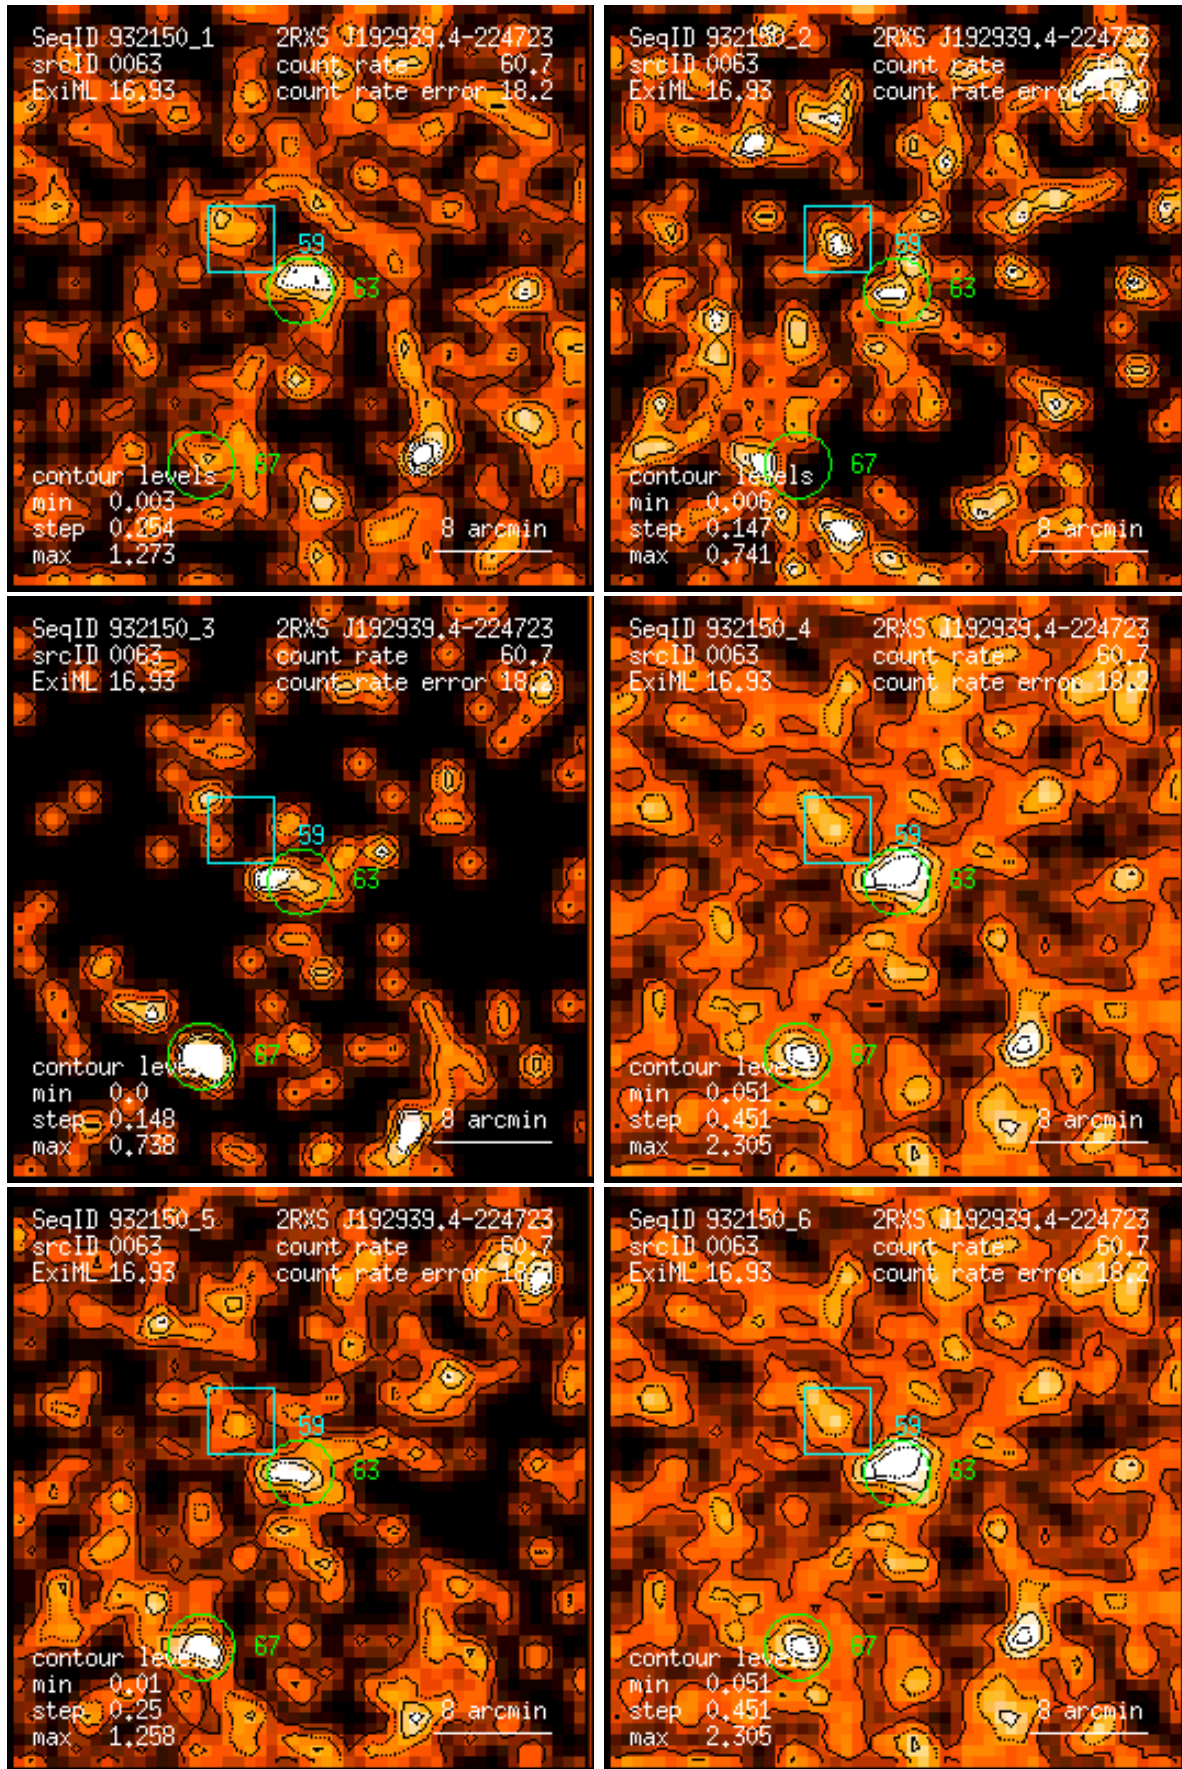 SeqID 932150_1 2RXS J192939.4-224723
srcID 0063 count rate 60.7
ExiML 16.93 count rate error 18.2
59
63
67
contour levels
min 0.003
step 0.254 8 arcmin
max 1.273
SeqID 932150_2 2RXS J192939.4-224723
srcID 0063 count rate 60.7
ExiML 16.93 count rate error 18.2
59
63
67
contour levels
min 0.006
step 0.147 8 arcmin
max 0.741
SeqID 932150_3 2RXS J192939.4-224723
srcID 0063 count rate 60.7
ExiML 16.93 count rate error 18.2
59
63
67
contour levels
min 0.0
step 0.148 8 arcmin
max 0.738
SeqID 932150_4 2RXS J192939.4-224723
srcID 0063 count rate 60.7
ExiML 16.93 count rate error 18.2
59
63
67
contour levels
min 0.051
step 0.451 8 arcmin
max 2.305
SeqID 932150_5 2RXS J192939.4-224723
srcID 0063 count rate 60.7
ExiML 16.93 count rate error 18.2
59
63
67
contour levels
min 0.01
step 0.25 8 arcmin
max 1.258
SeqID 932150_6 2RXS J192939.4-224723
srcID 0063 count rate 60.7
ExiML 16.93 count rate error 18.2
59
63
67
contour levels
min 0.051
step 0.451 8 arcmin
max 2.305